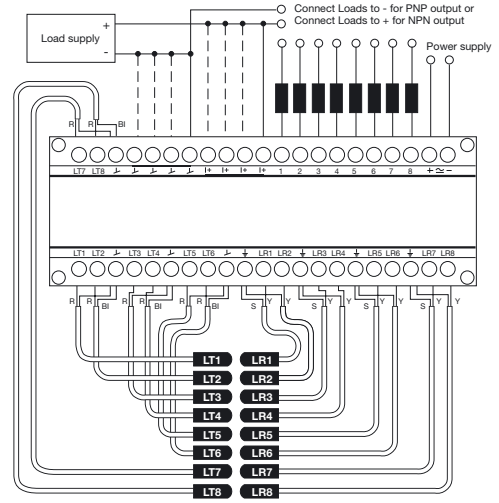 Connect Loads to - for PNP output or
Connect Loads to + for NPN output
+
Load supply
-
Power supply
R R Bl
LT7 LT8 I+ I+ I+ I+ 1 2 3 4 5 6 7 8 + ≃ −
LT1 LT2 LT3 LT4 LT5 LT6 LR1 LR2 LR3 LR4 LR5 LR6 LR7 LR8
R R Bl R R Bl R R Bl S Y Y S Y Y S Y Y S Y Y
LT1 LR1
LT2 LR2
LT3 LR3
LT4 LR4
LT5 LR5
LT6 LR6
LT7 LR7
LT8 LR8